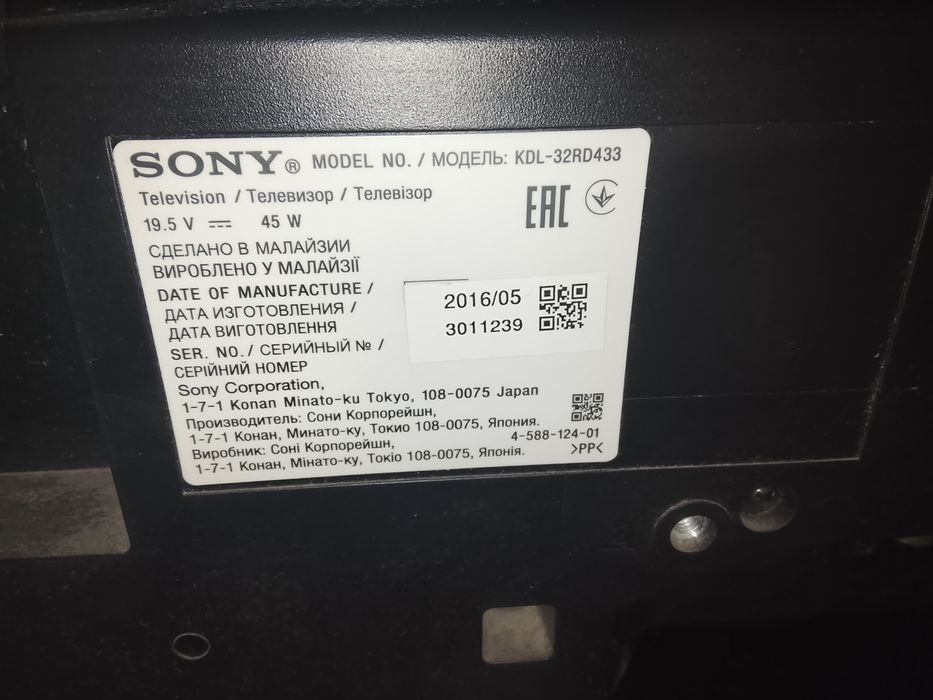 SONY® MODEL NO. / МОДЕЛЬ: KDL-32RD433
Television / Телевизор / Телевізор
19.5 V ⎓ 45 W
EAC
СДЕЛАНО В МАЛАЙЗИИ
ВИРОБЛЕНО У МАЛАЙЗІЇ
DATE OF MANUFACTURE /
ДАТА ИЗГОТОВЛЕНИЯ /
ДАТА ВИГОТОВЛЕННЯ
2016/05
3011239
SER. NO. / СЕРИЙНЫЙ № /
СЕРІЙНИЙ НОМЕР
Sony Corporation,
1-7-1 Konan Minato-ku Tokyo, 108-0075 Japan
Производитель: Сони Корпорейшн,
1-7-1 Конан, Минато-ку, Токио 108-0075, Япония.
Виробник: Соні Корпорейшн,
1-7-1 Конан, Мінато-ку, Токіо 108-0075, Японія.
4-588-124-01
>PP<